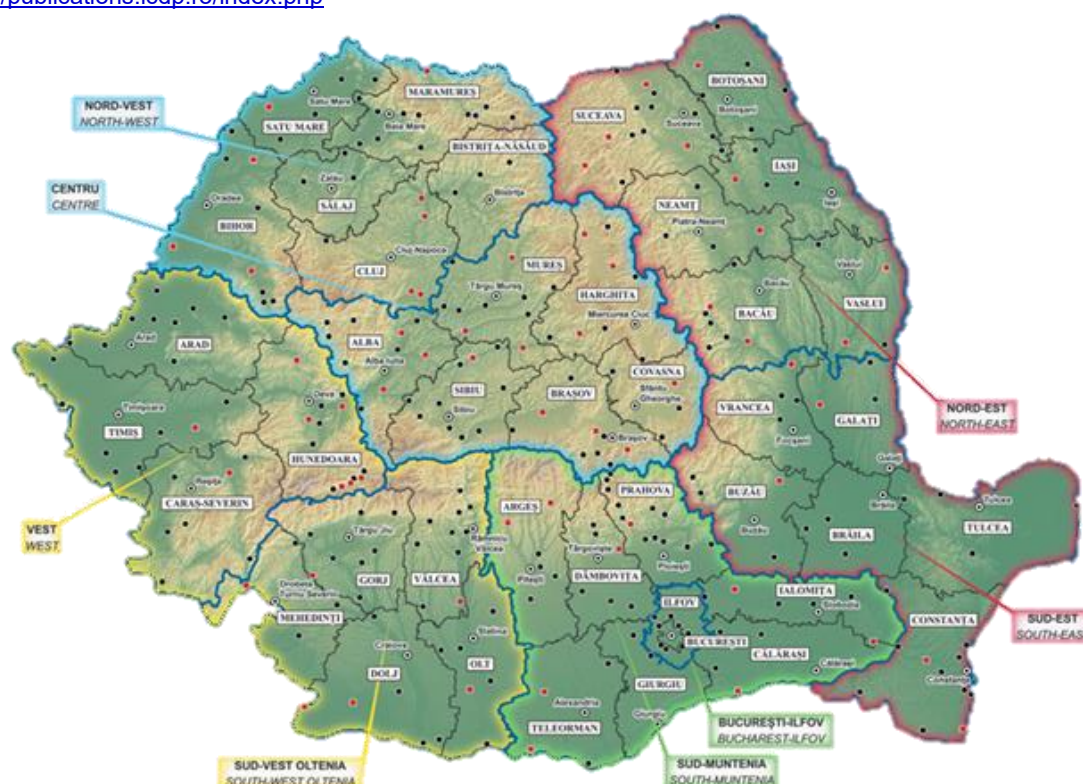 /publications.icdp.ro/index.php
BOTOȘANI
Botoșani
MARAMUREȘ
Satu Mare
SATU MARE
Baia Mare
SUCEAVA
Suceava
NORD-VEST
NORTH-WEST
BISTRIȚA-NĂSĂUD
IASI
Iași
Zalău
SĂLAJ
Bistrița
CENTRU
CENTRE
Oradea
BIHOR
NEAMȚ
Piatra-Neamț
Cluj Napoca
CLUJ
MUREȘ
Târgu Mureș
HARGHITA
Miercurea Ciuc
Vaslui
VASLUI
Bacău
BACĂU
Arad
ARAD
ALBA
Alba Iulia
COVASNA
Sfântu
Gheorghe
SIBIU
Sibiu
BRAȘOV
Brașov
Deva
Timișoara
TIMIȘ
VRANCEA
Focșani
GALAȚI
Galați
NORD-EST
NORTH-EAST
HUNEDOARA
Reșița
CARAȘ-SEVERIN
PRAHOVA
BUZĂU
Buzău
Brăila
BRĂILA
Tulcea
TULCEA
VEST
WEST
ARGEȘ
Târgu Jiu
Râmnicu
Vâlcea
Târgoviște
DÂMBOVIȚA
Ploiești
Pitești
GORJ
VÂLCEA
Drobeta
Turnu Severin
MEHEDINȚI
ILFOV
IALOMIȚA
Slobozia
CONSTANȚA
SUD-EST
SOUTH-EAS
Slatina
BUCUREȘTI
CĂLĂRAȘI
Călărași
Craiova
DOLJ
OLT
GIURGIU
Constanța
Alexandria
TELEORMAN
Giurgiu
BUCUREȘTI-ILFOV
BUCHAREST-ILFOV
SUD-VEST OLTENIA
SOUTH-WEST OLTENIA
SUD-MUNTENIA
SOUTH-MUNTENIA